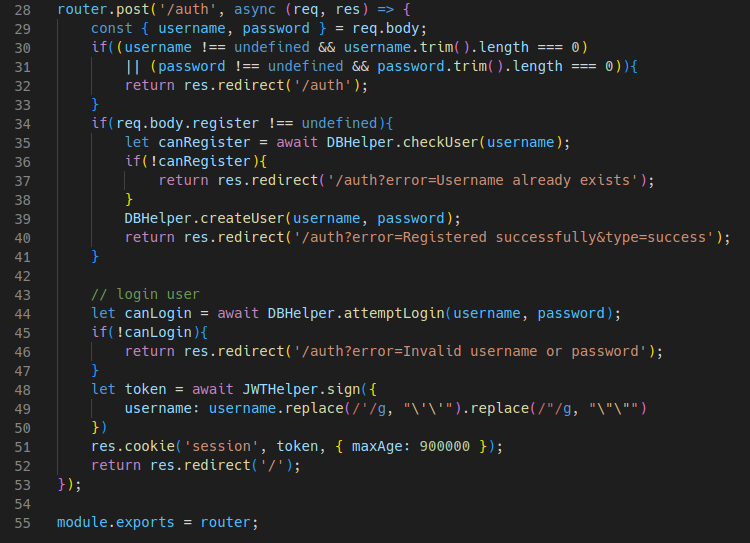 28 router.post('/auth', async (req, res) => {
29     const { username, password } = req.body;
30     if((username !== undefined && username.trim().length === 0)
31         || (password !== undefined && password.trim().length === 0)){
32         return res.redirect('/auth');
33     }
34     if(req.body.register !== undefined){
35         let canRegister = await DBHelper.checkUser(username);
36         if(!canRegister){
37             return res.redirect('/auth?error=Username already exists');
38         }
39         DBHelper.createUser(username, password);
40         return res.redirect('/auth?error=Registered successfully&type=success');
41     }
42
43     // login user
44     let canLogin = await DBHelper.attemptLogin(username, password);
45     if(!canLogin){
46         return res.redirect('/auth?error=Invalid username or password');
47     }
48     let token = await JWTHelper.sign({
49         username: username.replace(/'/g, "\'\'").replace(/"/g, "\"\"")
50     })
51     res.cookie('session', token, { maxAge: 900000 });
52     return res.redirect('/');
53 });
54
55 module.exports = router;